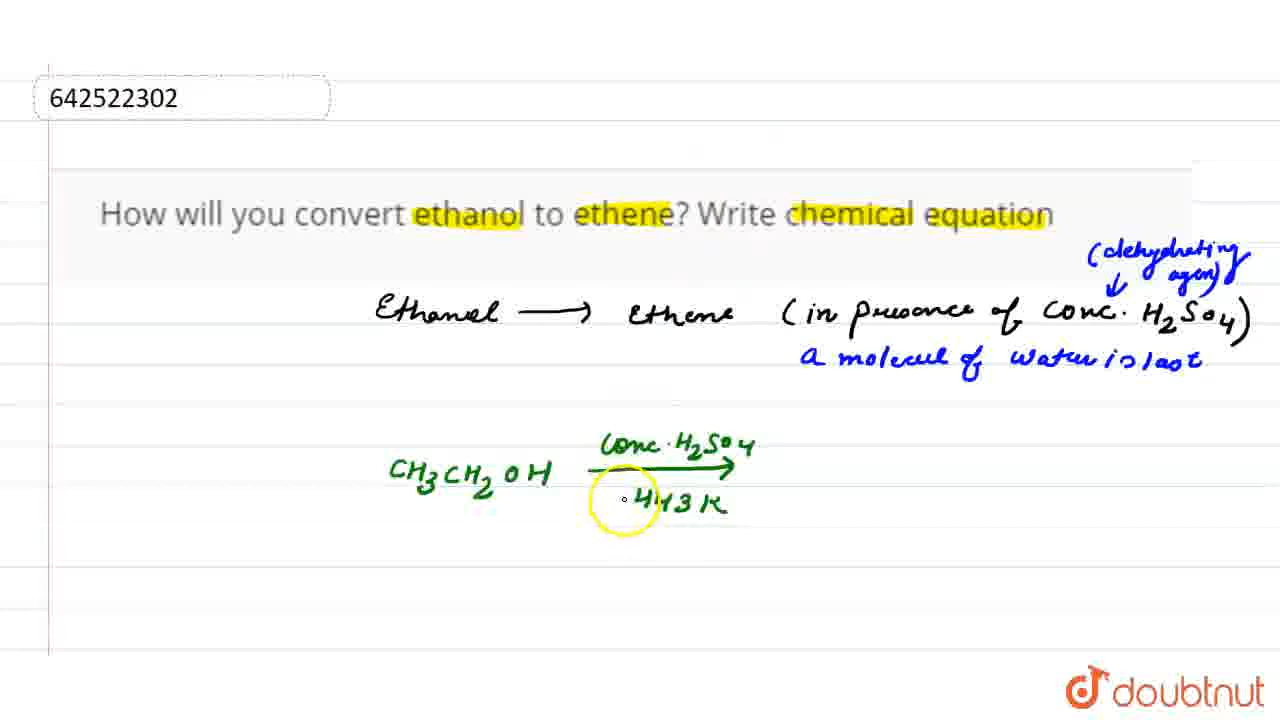 642522302
How will you convert ethanol to ethene? Write chemical equation
(dehydrating
agen)
Ethanol → Ethene (in presence of Conc. H2SO4)
a molecul of water is lost
Conc. H2SO4
CH3CH2OH →
443 K
doubtnut